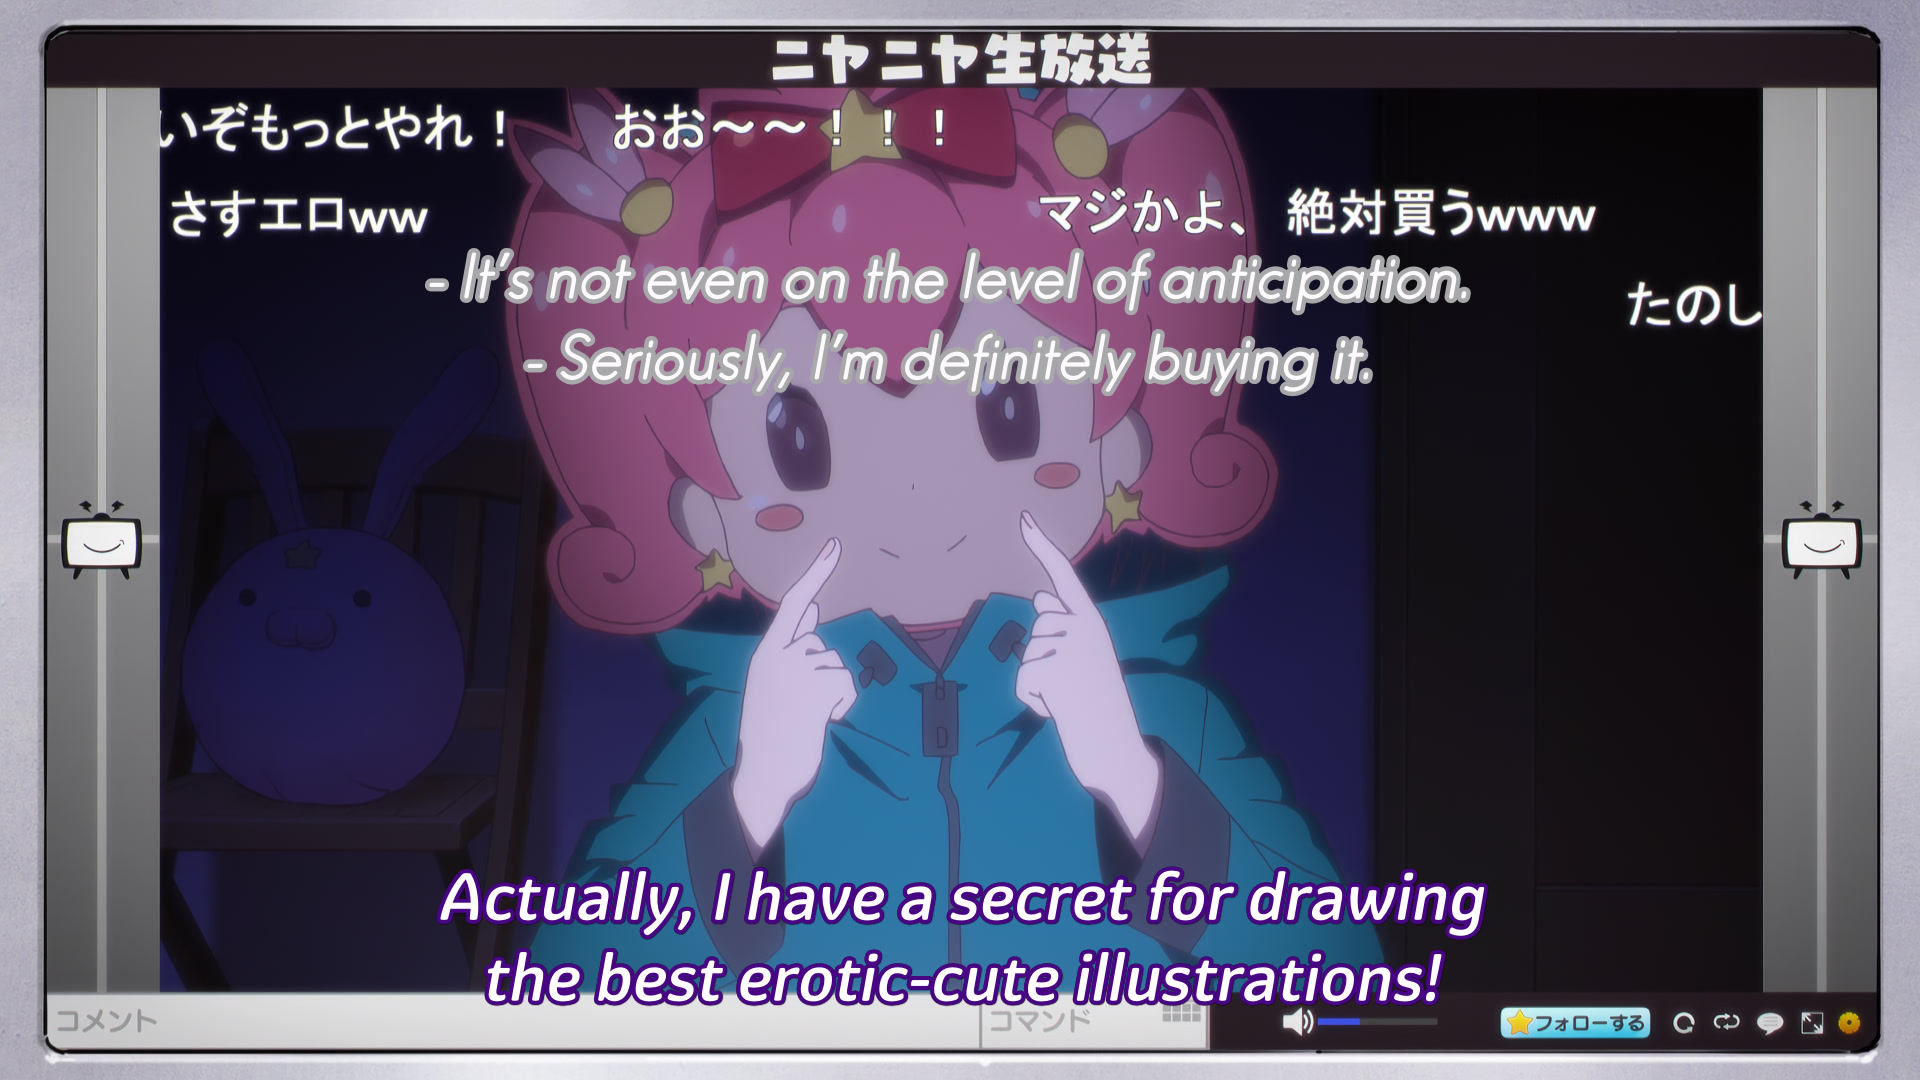 ニヤニヤ生放送
いぞもっとやれ！
おお～～！！！
さすエロww
マジかよ、 絶対買うwww
- It's not even on the level of anticipation.
たのし
- Seriously, I'm definitely buying it.
Actually, I have a secret for drawing
the best erotic-cute illustrations!
コメント
コマンド
フォローする